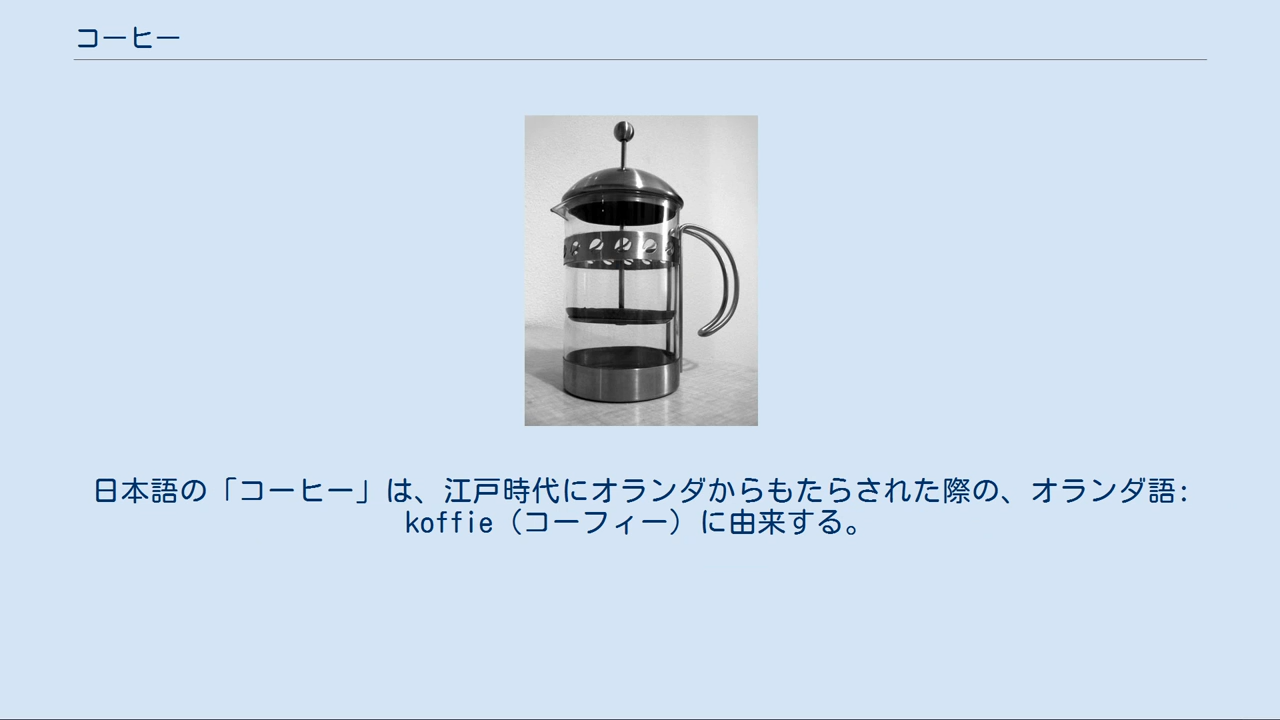 コーヒー
日本語の「コーヒー」は、江戸時代にオランダからもたらされた際の、オランダ語:
koffie（コーフィー）に由来する。